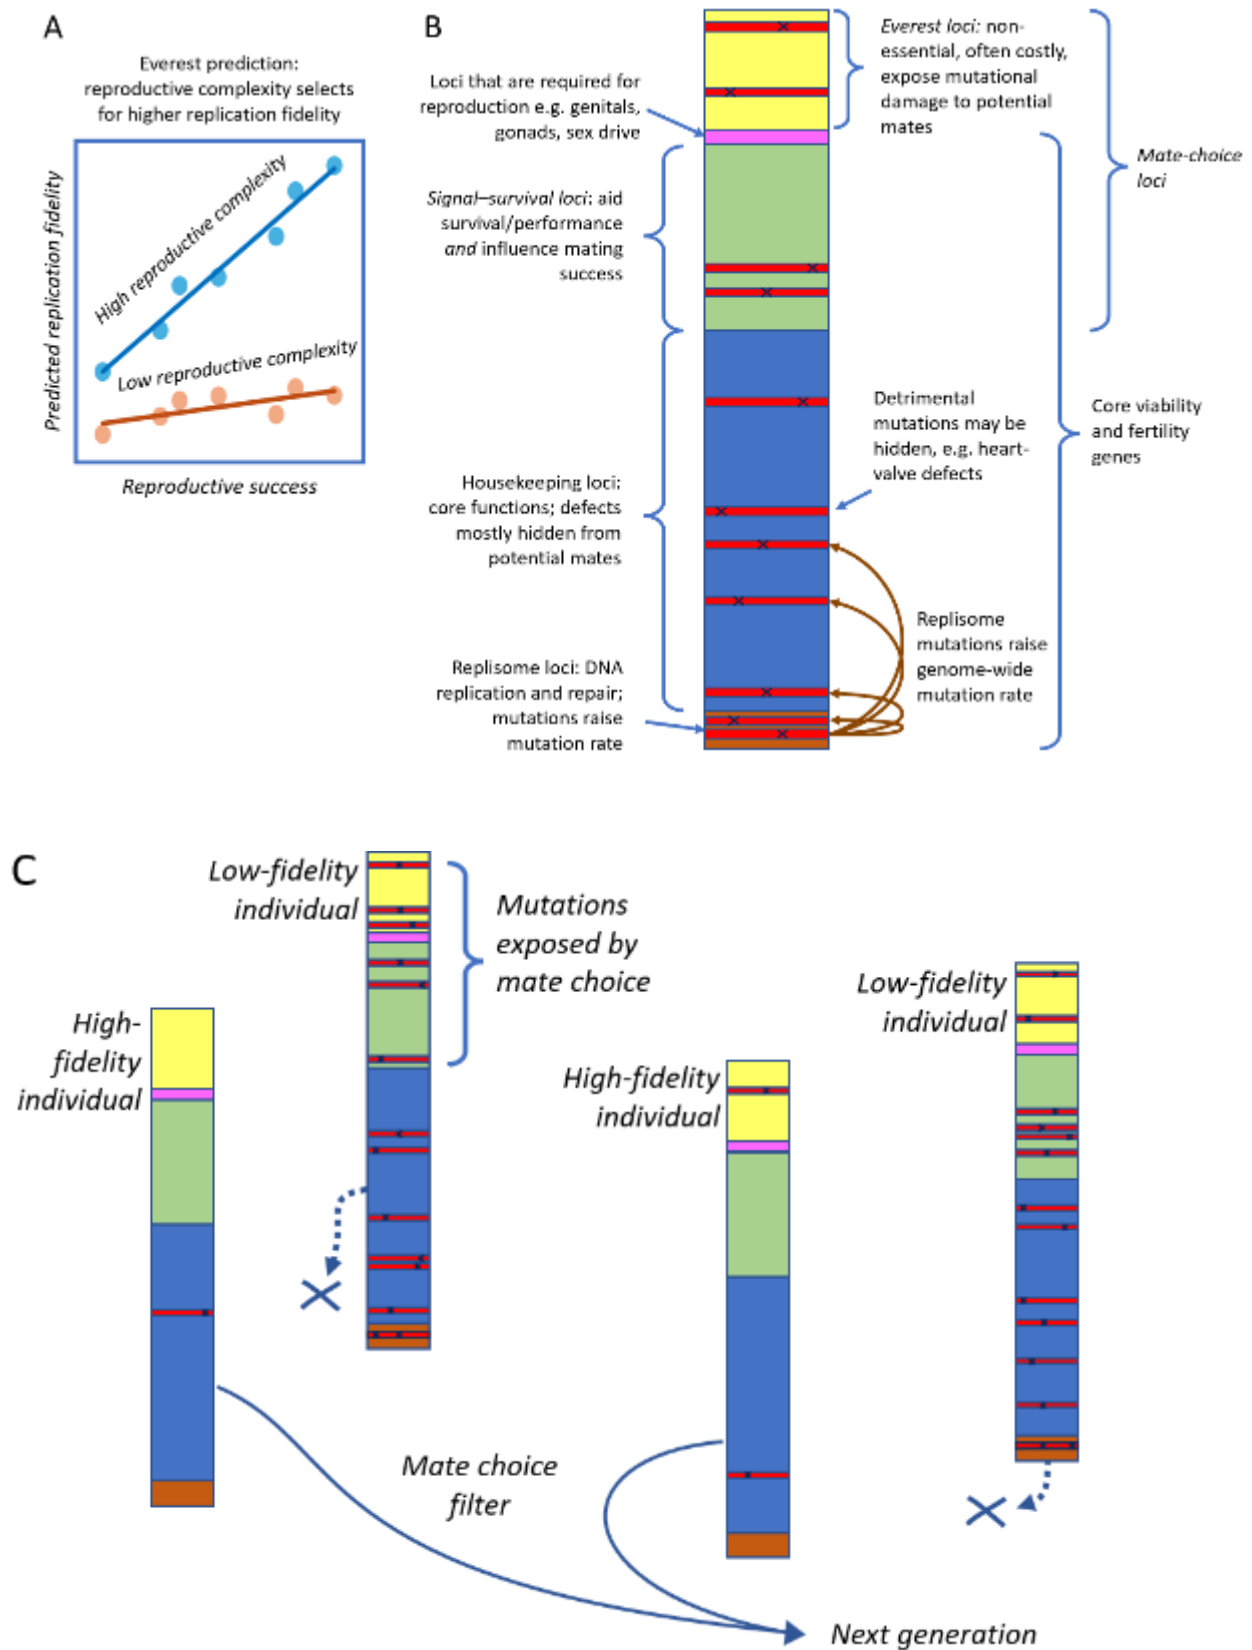 A
Everest prediction:
reproductive complexity selects
for higher replication fidelity
Predicted replication fidelity
High reproductive complexity
Low reproductive complexity
Reproductive success
B
Loci that are required for
reproduction e.g. genitals,
gonads, sex drive
Signal–survival loci: aid
survival/performance
and influence mating
success
Housekeeping loci:
core functions; defects
mostly hidden from
potential mates
Replisome loci: DNA
replication and repair;
mutations raise
mutation rate
Everest loci: non-
essential, often costly,
expose mutational
damage to potential
mates
Mate-choice
loci
Detrimental
mutations may be
hidden, e.g. heart-
valve defects
Core viability
and fertility
genes
Replisome
mutations raise
genome-wide
mutation rate
C
Low-fidelity
individual
Mutations
exposed by
mate choice
High-
fidelity
individual
High-fidelity
individual
Low-fidelity
individual
Mate choice
filter
Next generation